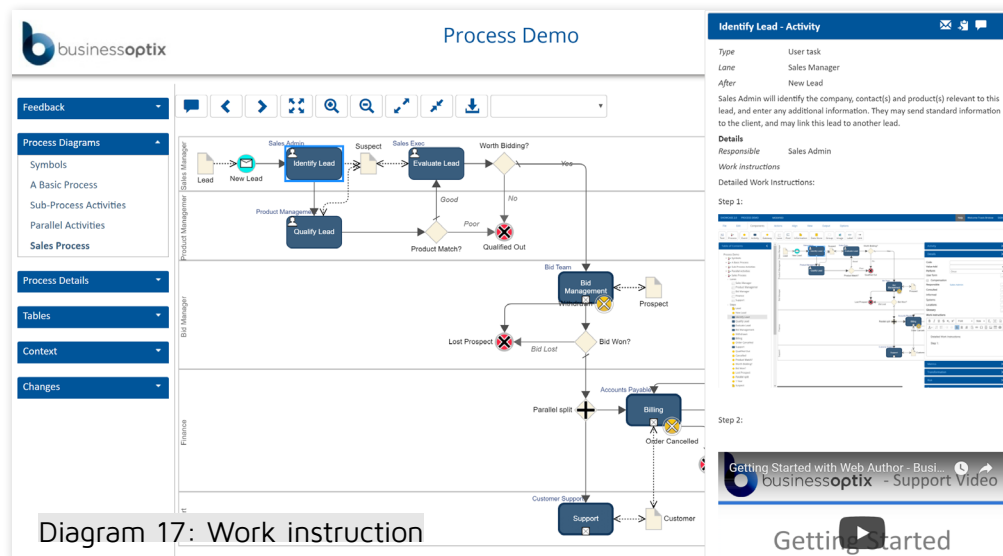 businessoptix
Process Demo
Feedback
Process Diagrams
Symbols
A Basic Process
Sub-Process Activities
Parallel Activities
Sales Process
Process Details
Tables
Context
Changes
Sales Manager
Sales Admin
Suspect
Sales Exec
Worth Bidding?
Identify Lead
Evaluate Lead
Yes
Lead
New Lead
Good
No
Product Management
Qualify Lead
Poor
Product Match?
Qualified Out
Bid Team
Bid Manager
Bid
Management
Withdrawn
Prospect
Lost Prospect
Bid Lost
Bid Won?
Accounts Payable
Finance
Parallel split
Billing
Order Cancelled
Customer Support
Support
Customer
Diagram 17: Work instruction
Identify Lead - Activity
Type User task
Lane Sales Manager
After New Lead
Sales Admin will identify the company, contact(s) and product(s) relevant to this
lead, and enter any additional information. They may send standard information
to the client, and may link this lead to another lead.
Details
Responsible Sales Admin
Work instructions
Detailed Work Instructions:
Step 1:
Step 2:
Getting Started with Web Author - Busi...
businessoptix - Support Video
Getting Started